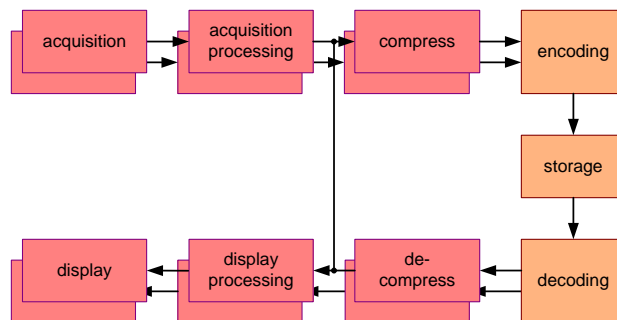 acquisition
acquisition
processing
compress
encoding
storage
display
display
processing
de-
compress
decoding